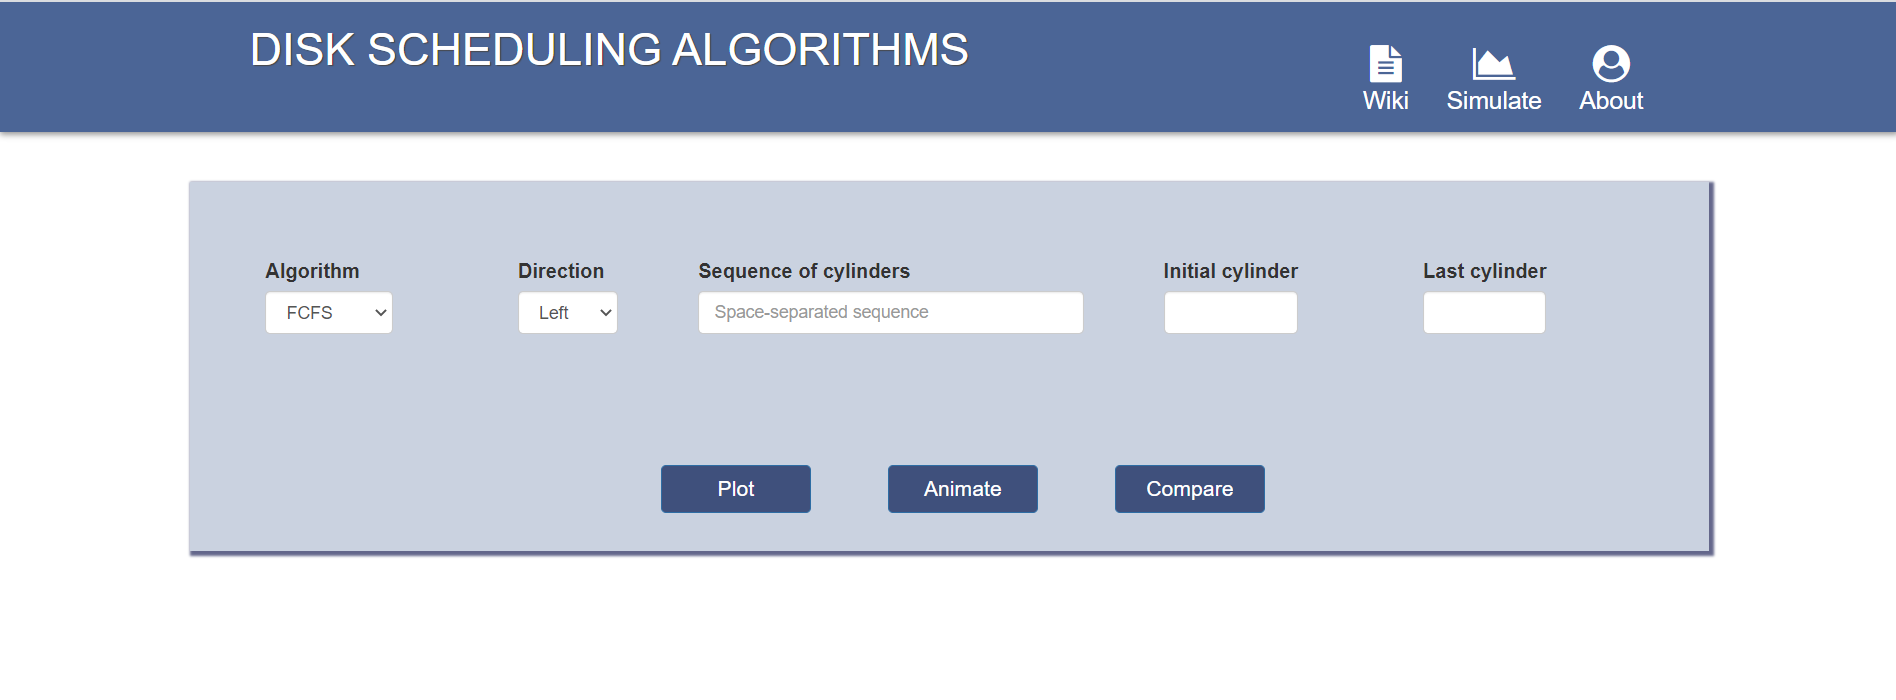 DISK SCHEDULING ALGORITHMS
Wiki Simulate About
Algorithm Direction Sequence of cylinders Initial cylinder Last cylinder
FCFS Left Space-separated sequence
Plot Animate Compare